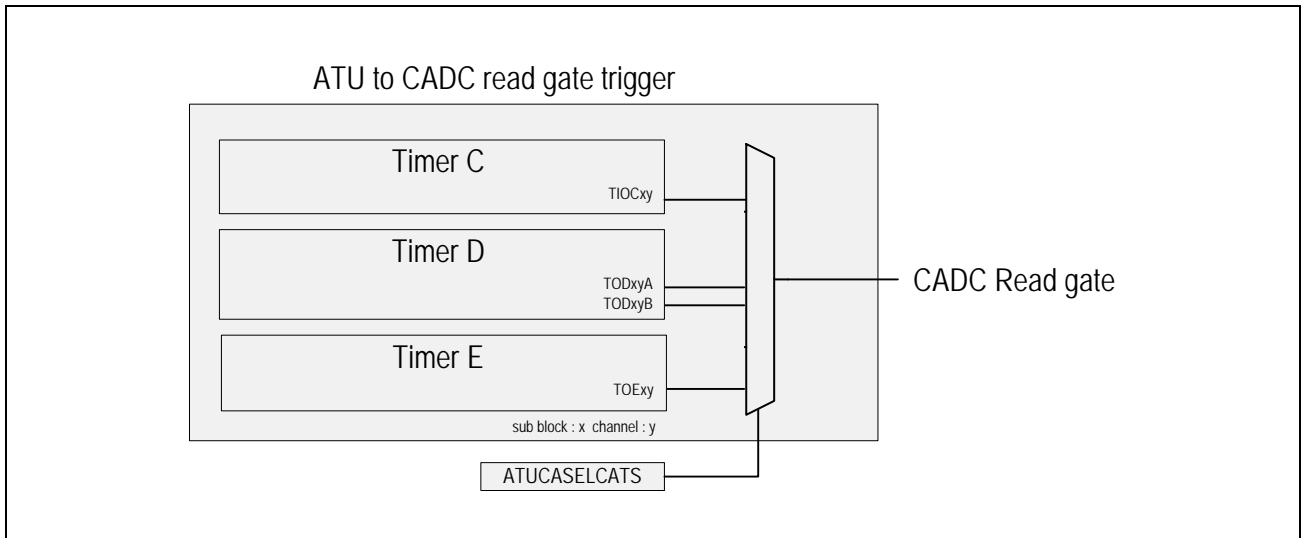 ATU to CADC read gate trigger
Timer C
TIOCxy
Timer D
TODxyA
TODxyB
CADC Read gate
Timer E
TOExy
sub block : x channel : y
ATUCASELCATS